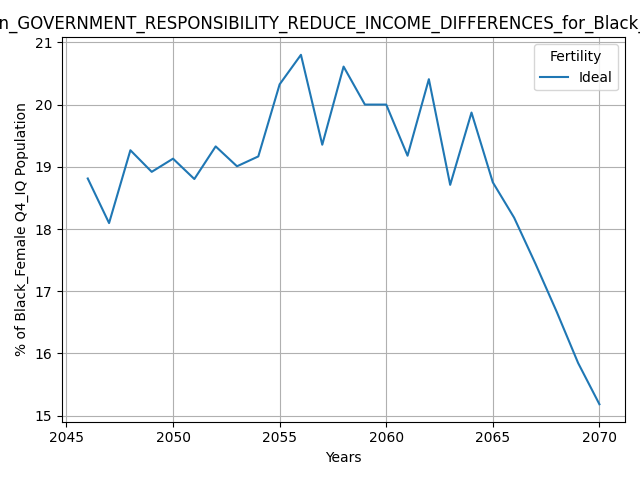 n_GOVERNMENT_RESPONSIBILITY_REDUCE_INCOME_DIFFERENCES_for_Black_
Fertility
Ideal
% of Black_Female Q4_IQ Population
21
20
19
18
17
16
15
2045 2050 2055 2060 2065 2070
Years